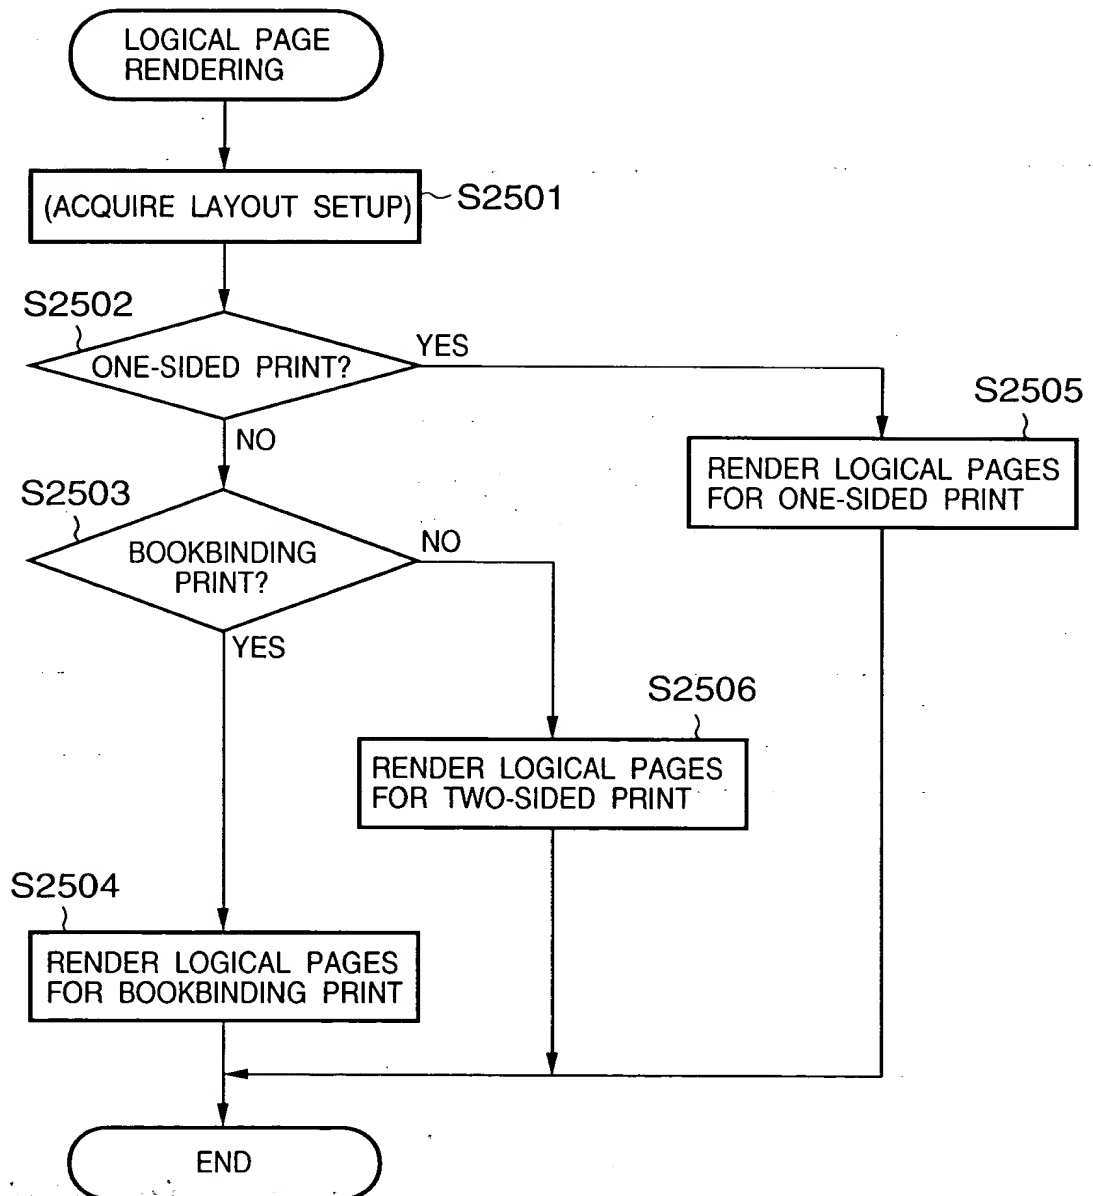 LOGICAL PAGE
RENDERING
(ACQUIRE LAYOUT SETUP)
S2501
S2502
ONE-SIDED PRINT?
YES
NO
S2505
RENDER LOGICAL PAGES
FOR ONE-SIDED PRINT
S2503
BOOKBINDING
PRINT?
NO
YES
S2506
RENDER LOGICAL PAGES
FOR TWO-SIDED PRINT
S2504
RENDER LOGICAL PAGES
FOR BOOKBINDING PRINT
END